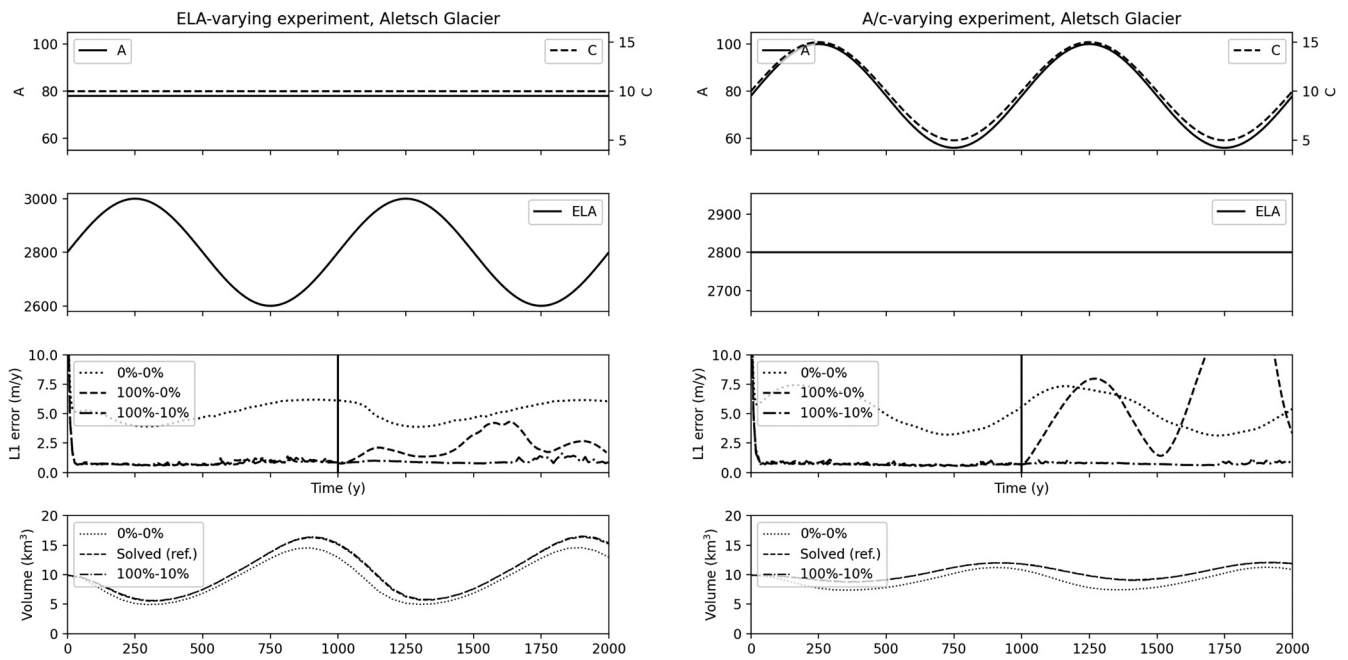 ELA-varying experiment, Aletsch Glacier
A
100
80
60
A
C
15
10
5
C
3000
2800
2600
ELA
L1 error (m/y)
10.0
7.5
5.0
2.5
0.0
0%-0%
100%-0%
100%-10%
Time (y)
Volume (km³)
20
15
10
5
0
0%-0%
Solved (ref.)
100%-10%
0 250 500 750 1000 1250 1500 1750 2000
A/c-varying experiment, Aletsch Glacier
A
100
80
60
A
C
15
10
5
C
2900
2800
2700
ELA
L1 error (m/y)
10.0
7.5
5.0
2.5
0.0
0%-0%
100%-0%
100%-10%
Time (y)
Volume (km³)
20
15
10
5
0
0%-0%
Solved (ref.)
100%-10%
0 250 500 750 1000 1250 1500 1750 2000